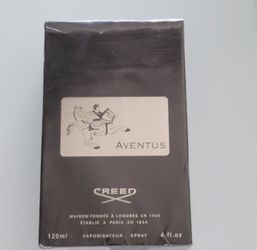 AVENTUS
CREED
MAISON FONDÉE À LONDRES EN 1760
ÉTABLIE À PARIS EN 1854
120ml VAPORISATEUR - SPRAY 4 fl.oz